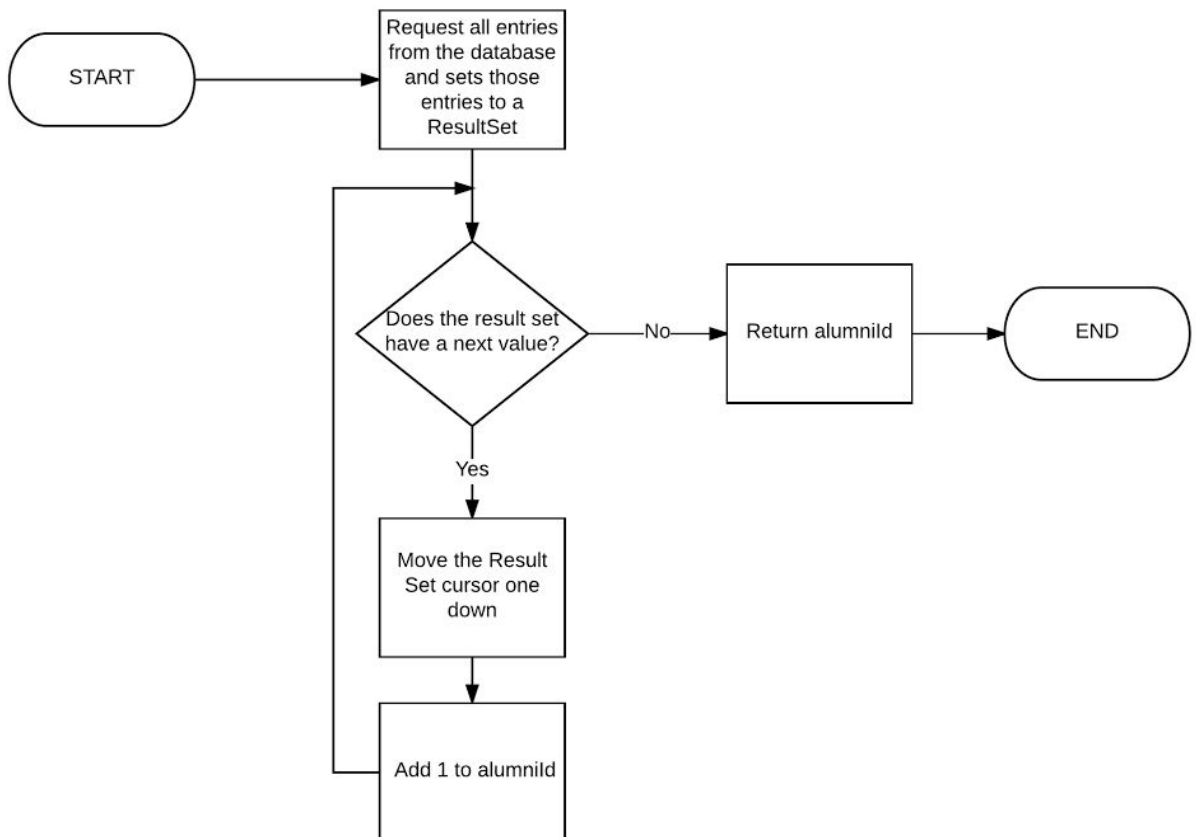 START
Request all entries
from the database
and sets those
entries to a
ResultSet
Does the result set
have a next value?
No
Return alumniId
END
Yes
Move the Result
Set cursor one
down
Add 1 to alumniId